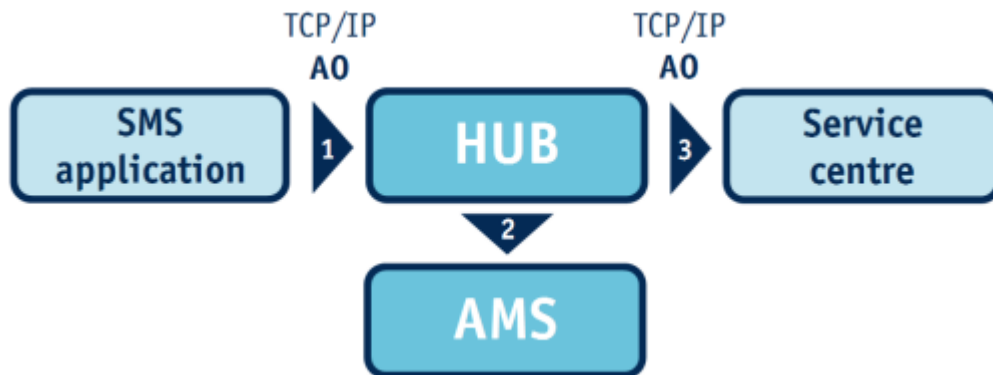 TCP/IP
AO
TCP/IP
AO
SMS
application
1
HUB
3
Service
centre
2
AMS